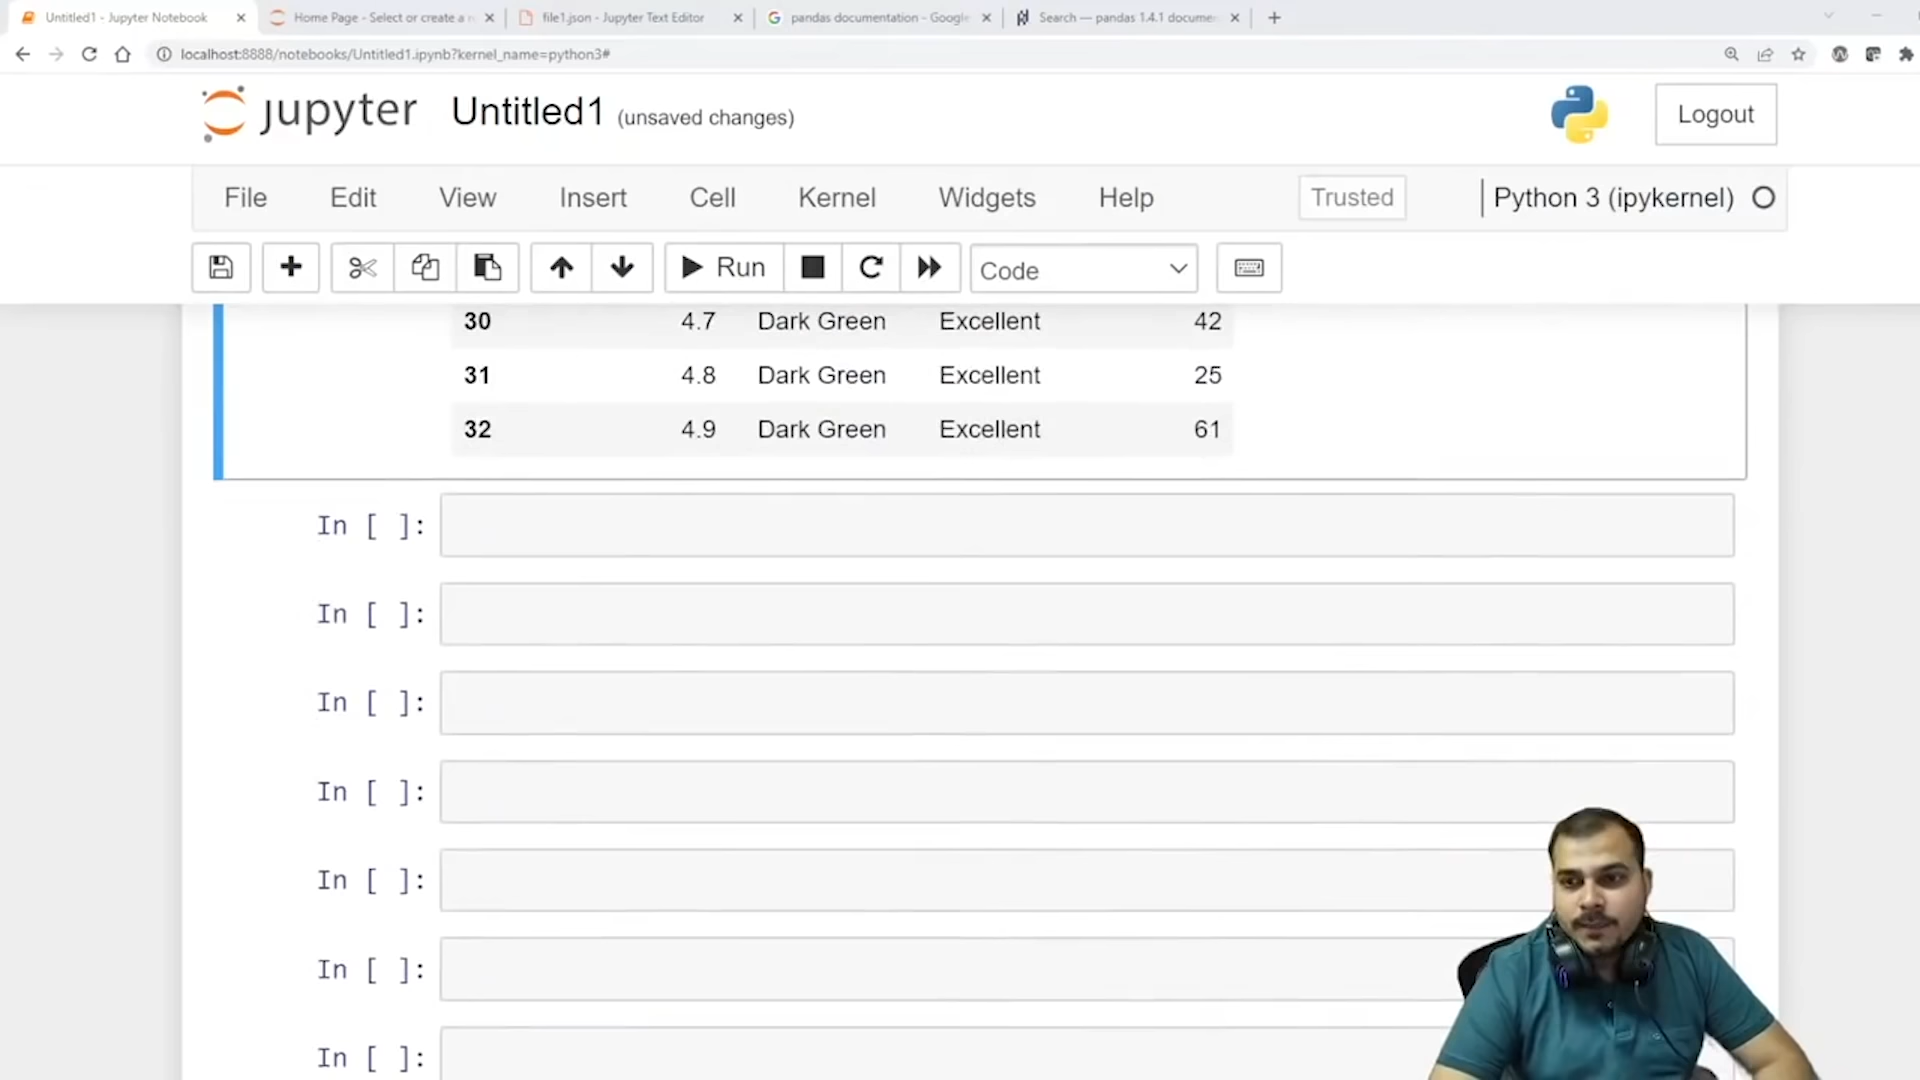 Untitled1 - Jupyter Notebook
Home Page - Select or create a n
file1.json - Jupyter Text Editor
pandas documentation - Google
Search — pandas 1.4.1 docume
localhost:8888/notebooks/Untitled1.ipynb?kernel_name=python3#
jupyter Untitled1 (unsaved changes)
Logout
File Edit View Insert Cell Kernel Widgets Help Trusted Python 3 (ipykernel)
Run Code
30 4.7 Dark Green Excellent 42
31 4.8 Dark Green Excellent 25
32 4.9 Dark Green Excellent 61
In [ ]:
In [ ]:
In [ ]:
In [ ]:
In [ ]:
In [ ]:
In [ ]: